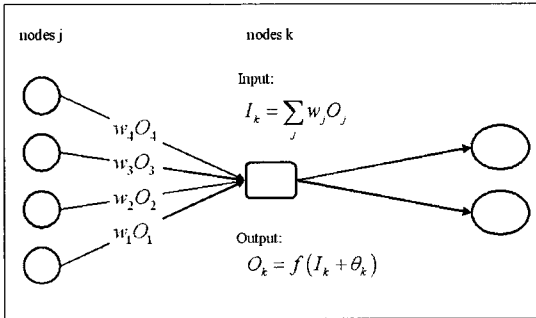 nodes j
nodes k
Input:
I_k = ∑_j w_j O_j
w_4O_4
w_3O_3
w_2O_2
w_1O_1
Output:
O_k = f(I_k + θ_k)